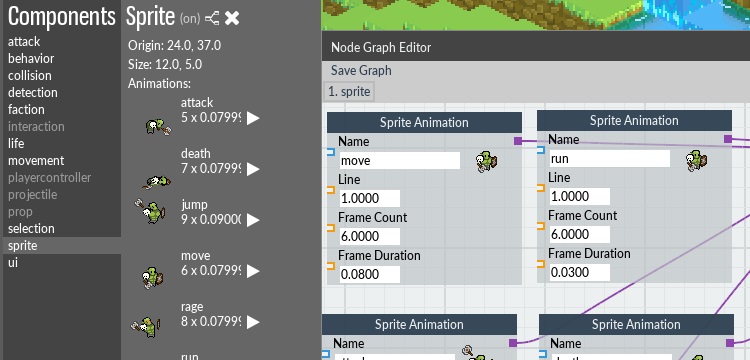 Components
attack
behavior
collision
detection
faction
interaction
life
movement
playercontroller
projectile
prop
selection
sprite
ui
Sprite (on)
Origin: 24.0, 37.0
Size: 12.0, 5.0
Animations:
attack
5 x 0.0799
death
7 x 0.0799
jump
9 x 0.0900
move
6 x 0.0799
rage
8 x 0.0799
run
Node Graph Editor
Save Graph
1. sprite
Sprite Animation
Name
move
Line
1.0000
Frame Count
6.0000
Frame Duration
0.0800
Sprite Animation
Name
run
Line
1.0000
Frame Count
6.0000
Frame Duration
0.0300
Sprite Animation
Name
Sprite Animation
Name